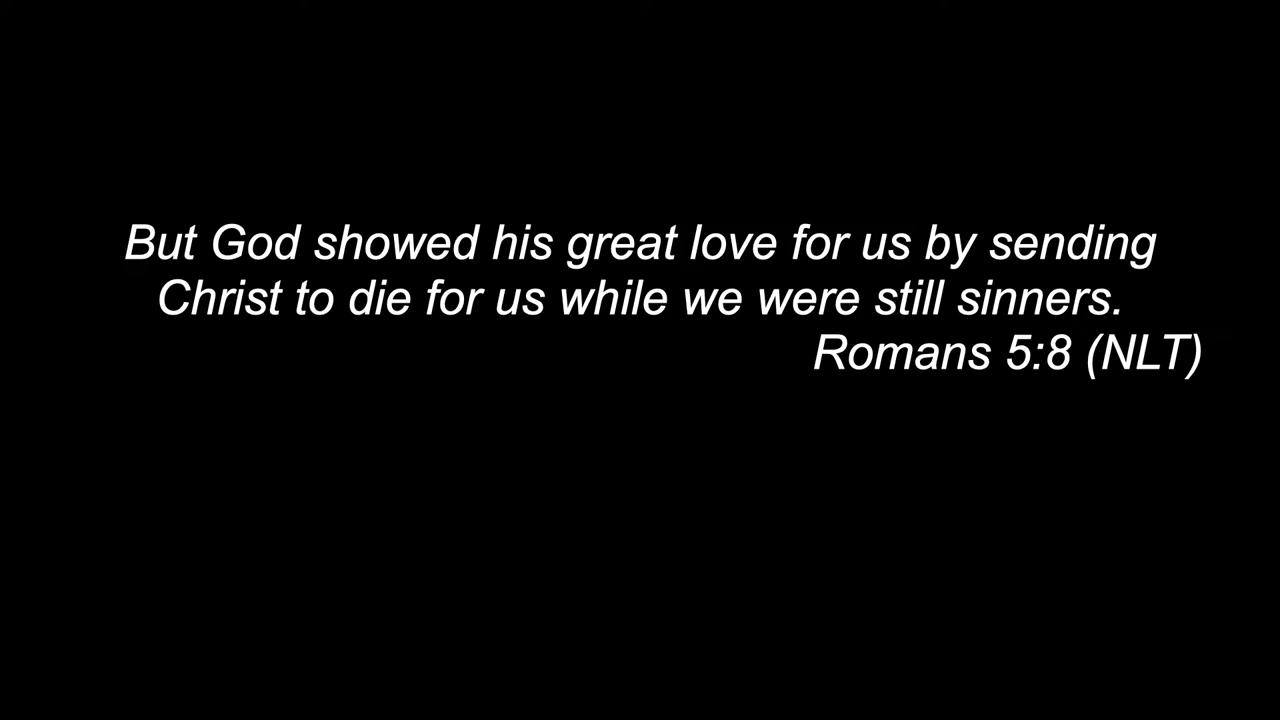 But God showed his great love for us by sending
Christ to die for us while we were still sinners.
Romans 5:8 (NLT)